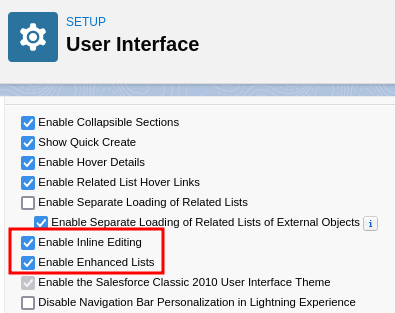 SETUP
User Interface
Enable Collapsible Sections
Show Quick Create
Enable Hover Details
Enable Related List Hover Links
Enable Separate Loading of Related Lists
Enable Separate Loading of Related Lists of External Objects i
Enable Inline Editing
Enable Enhanced Lists
Enable the Salesforce Classic 2010 User Interface Theme
Disable Navigation Bar Personalization in Lightning Experience